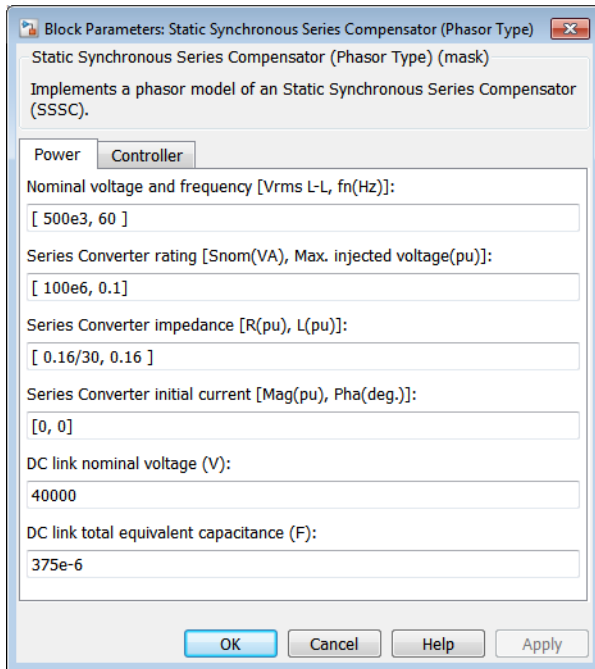 Block Parameters: Static Synchronous Series Compensator (Phasor Type)
Static Synchronous Series Compensator (Phasor Type) (mask)
Implements a phasor model of an Static Synchronous Series Compensator
(SSSC).
Power Controller
Nominal voltage and frequency [Vrms L-L, fn(Hz)]:
[ 500e3, 60 ]
Series Converter rating [Snom(VA), Max. injected voltage(pu)]:
[ 100e6, 0.1]
Series Converter impedance [R(pu), L(pu)]:
[ 0.16/30, 0.16 ]
Series Converter initial current [Mag(pu), Pha(deg.)]:
[0, 0]
DC link nominal voltage (V):
40000
DC link total equivalent capacitance (F):
375e-6
OK Cancel Help Apply